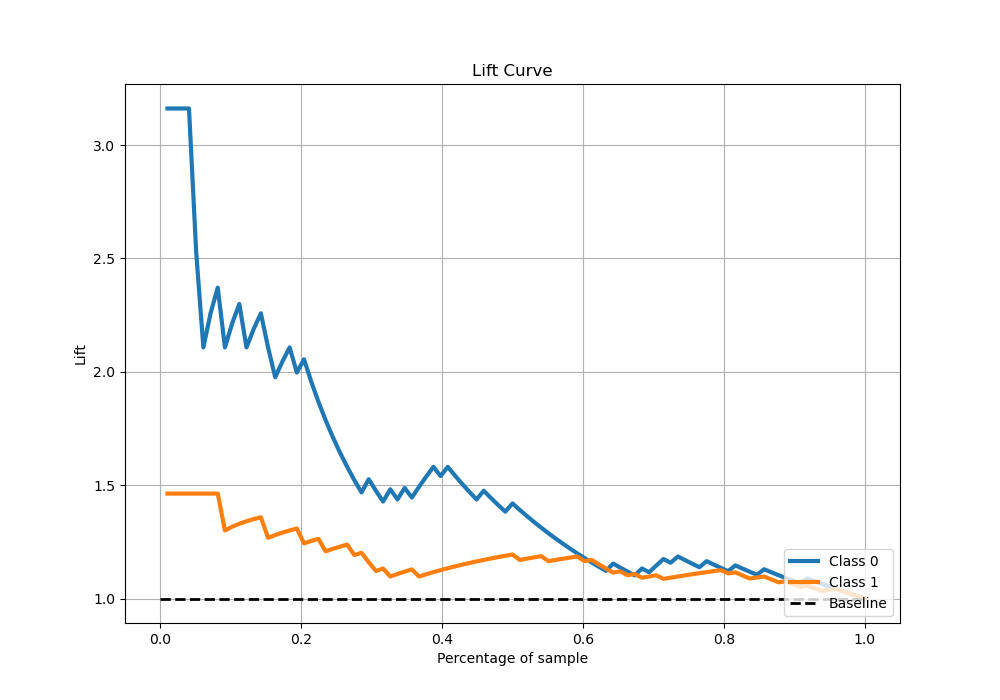 Lift Curve
3.0
2.5
2.0
1.5
1.0
Lift
0.0 0.2 0.4 0.6 0.8 1.0
Percentage of sample
Class 0
Class 1
Baseline